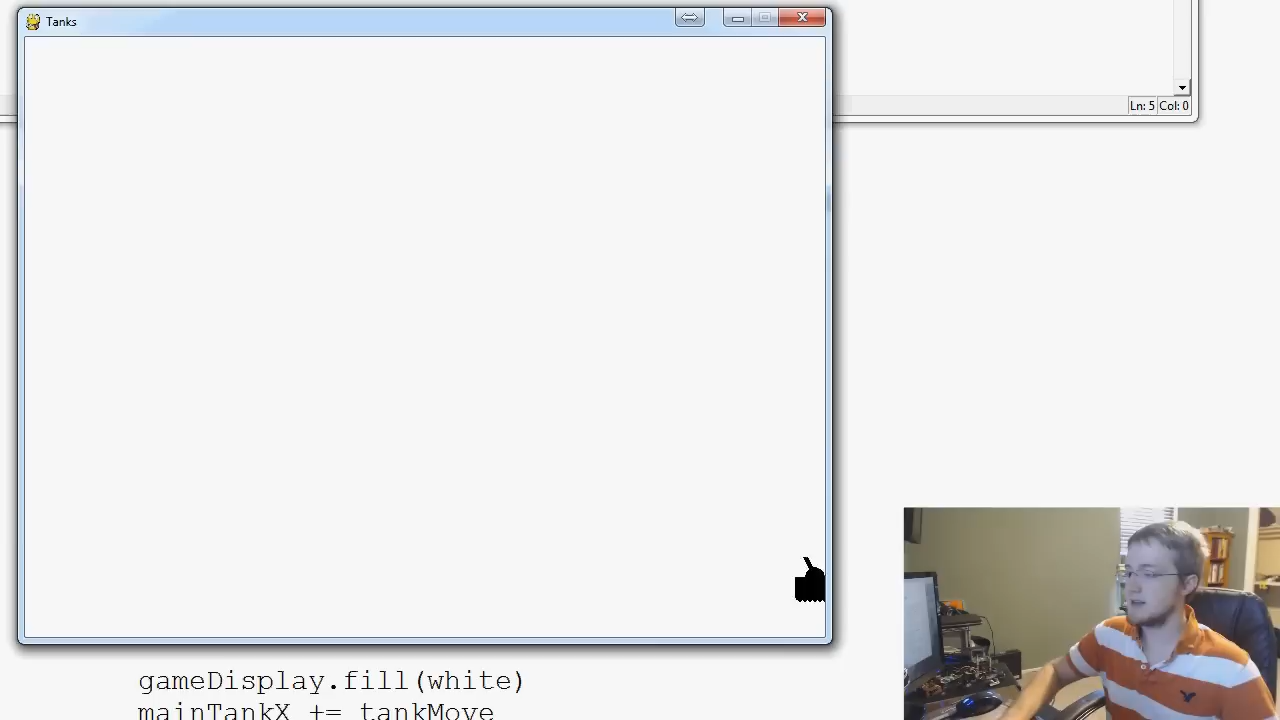 Tanks
Ln: 5 Col: 0
gameDisplay.fill(white)
mainTankX += tankMove